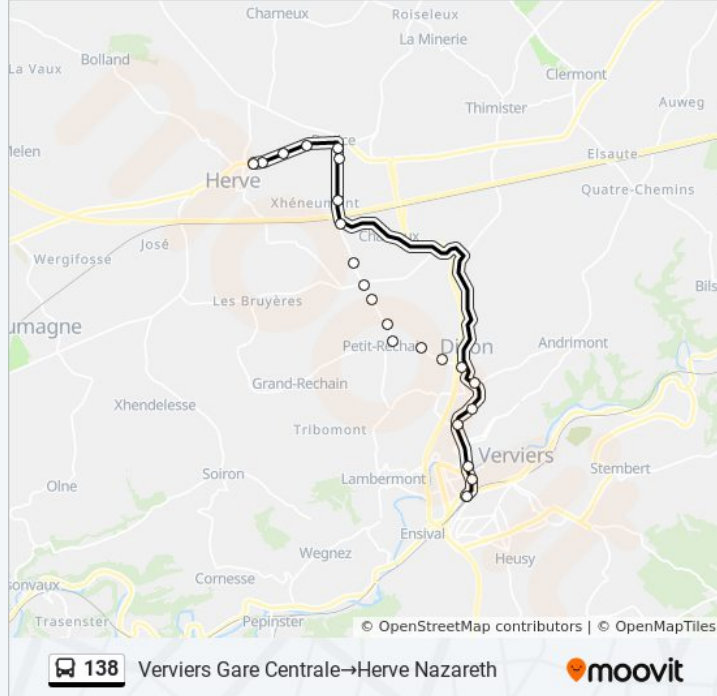 Charneux
Roiseleux
La Minerie
Bolland
La Vaux
Clermont
Auweg
Thimister
Melen
Elsaute
Herve
Quatre-Chemins
Xhéneumont
José
Wergifossé
Les Bruyères
Bils
umagne
Petit-Rechain
Dison
Andrimont
Grand-Rechain
Xhendelesse
Tribomont
Verviers
Stembert
Soiron
Lambermont
Olne
Ensival
Wegnez
Heusy
Cornesse
sonvaux
Trasenster
Pepinster
© OpenStreetMap contributors | © OpenMapTiles
138 Verviers Gare Centrale→Herve Nazareth
moovit